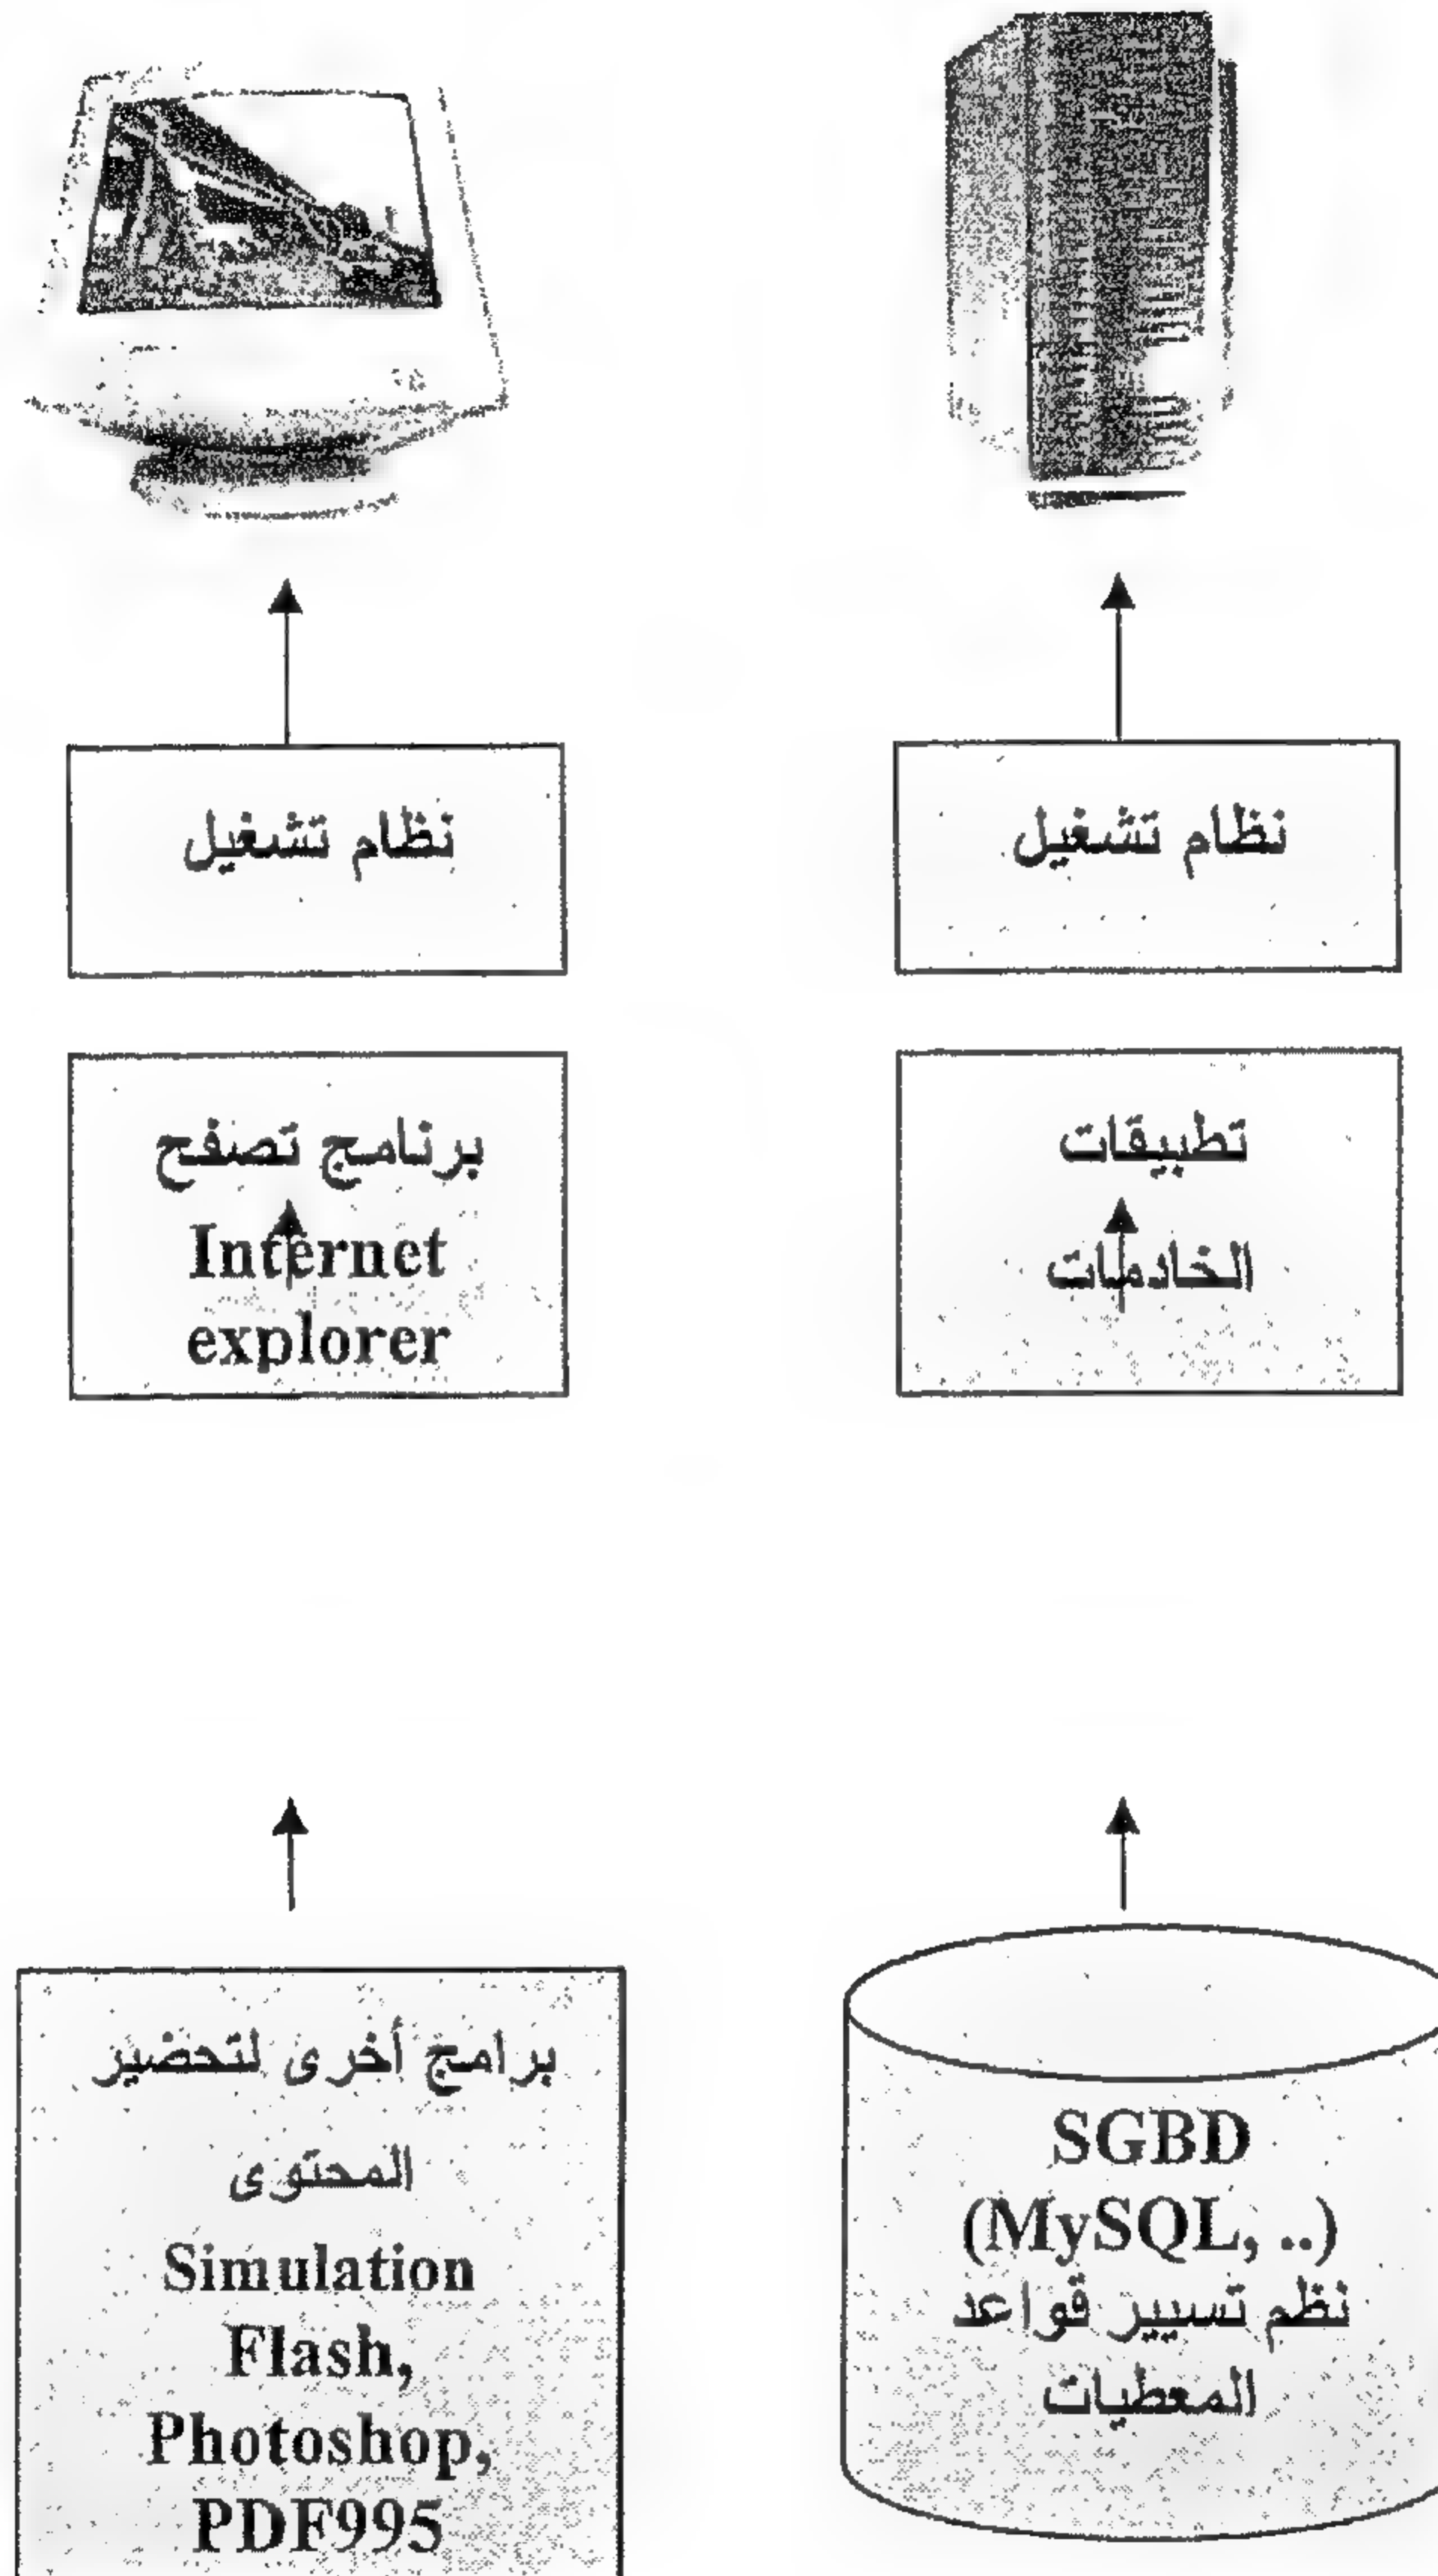 نظام تشغيل
نظام تشغيل
برنامج تصفح
Internet
explorer
تطبيقات
الخادمات
برامج أخرى لتحضير
المحتوى
Simulation
Flash,
Photoshop,
PDF995
SGBD
(MySQL, ..)
نظم تسيير قواعد
المعطيات